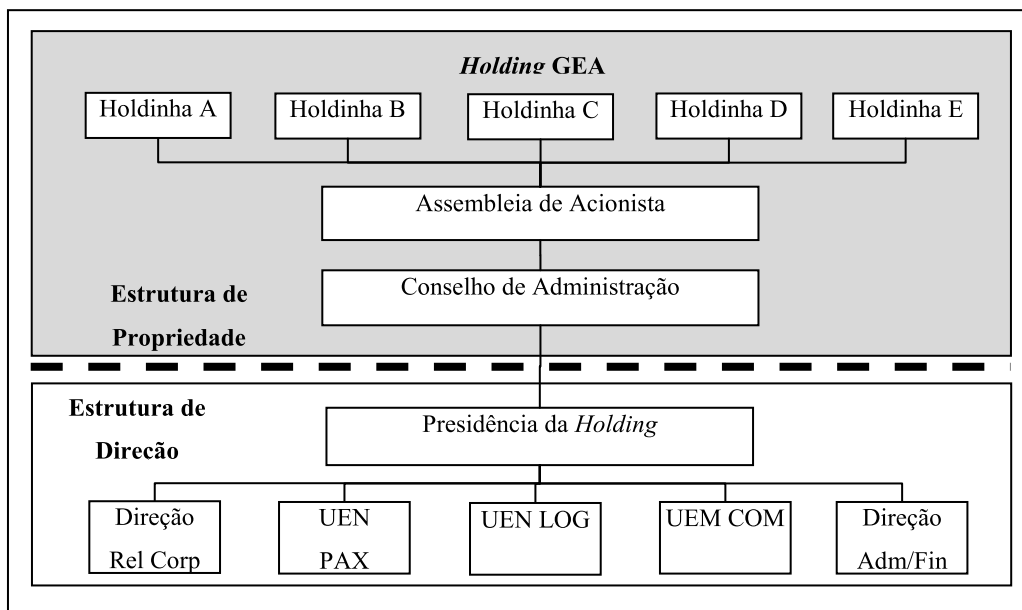 Holding GEA
Holdinha A
Holdinha B
Holdinha C
Holdinha D
Holdinha E
Assembleia de Acionista
Conselho de Administração
Estrutura de
Propriedade
Estrutura de
Direcão
Presidência da Holding
Direção
Rel Corp
UEN
PAX
UEN LOG
UEM COM
Direção
Adm/Fin